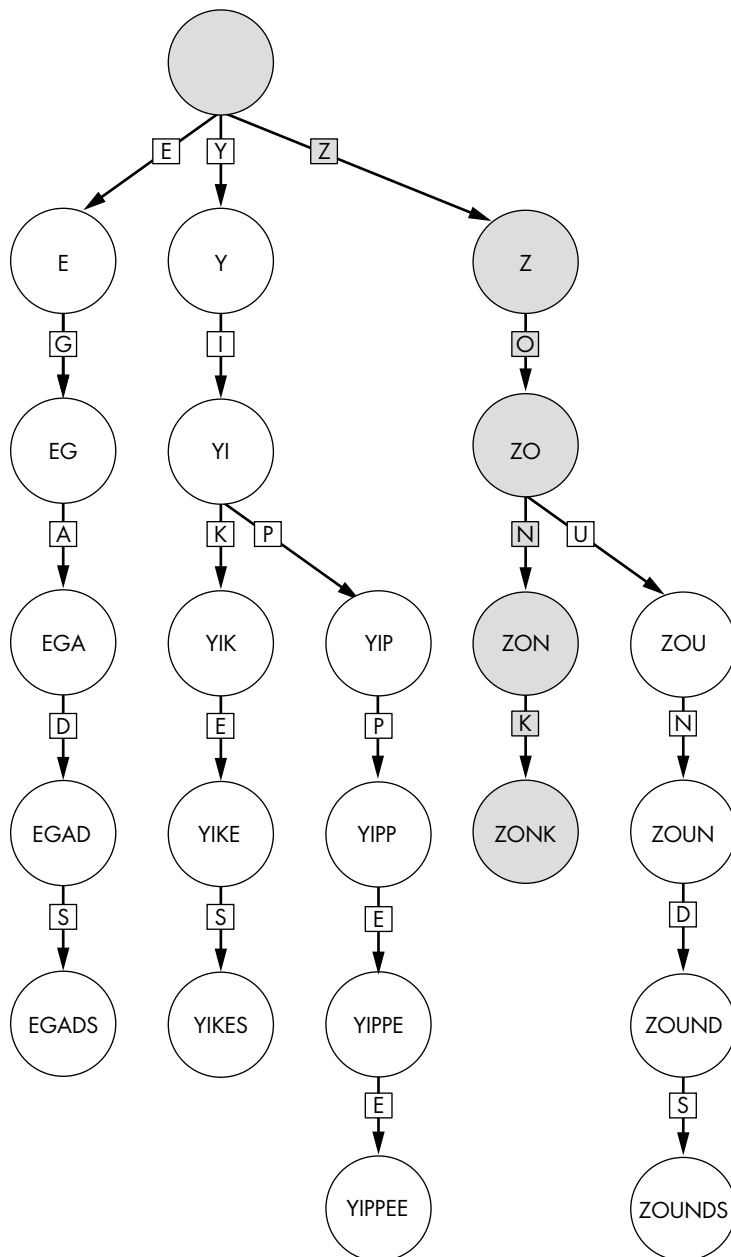 E Y Z
E Y Z
G I O
EG YI ZO
A K P N U
EGA YIK YIP ZON ZOU
D E P K N
EGAD YIKE YIPP ZONK ZOUN
S S E D
EGADS YIKES YIPPE ZOUND
E S
YIPPEE ZOUNDS